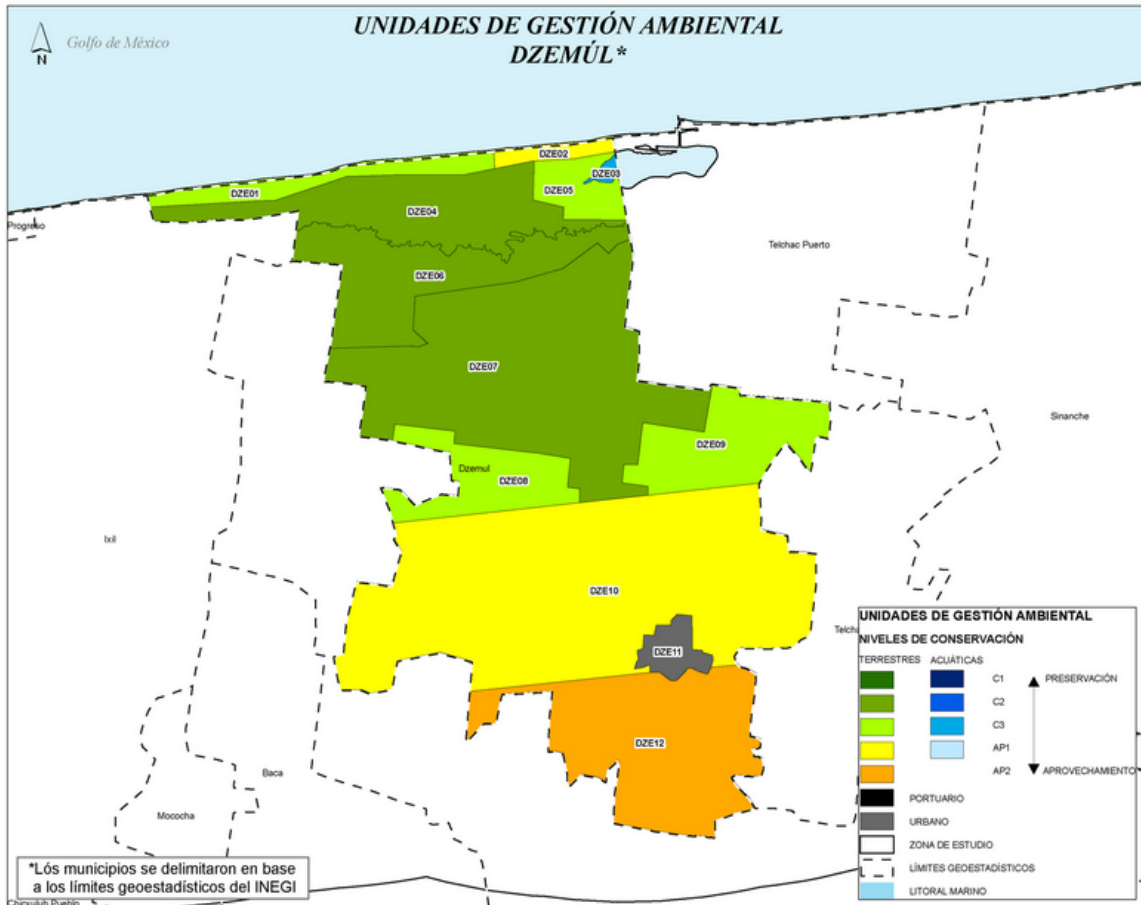 UNIDADES DE GESTIÓN AMBIENTAL
DZEMÚL*
Golfo de México
N
DZE02
DZE03
DZE05
DZE01
DZE04
Progreso
Telchac Puerto
DZE06
DZE07
Sinanche
DZE09
Dzemul
DZE08
Ixil
DZE10
DZE11
DZE12
Baca
Mococha
UNIDADES DE GESTIÓN AMBIENTAL
NIVELES DE CONSERVACIÓN
TERRESTRES ACUÁTICAS
C1 PRESERVACIÓN
C2
C3
AP1
AP2 APROVECHAMIENTO
PORTUARIO
URBANO
ZONA DE ESTUDIO
LÍMITES GEOESTADÍSTICOS
LITORAL MARINO
*Lós municipios se delimitaron en base
a los límites geoestadísticos del INEGI